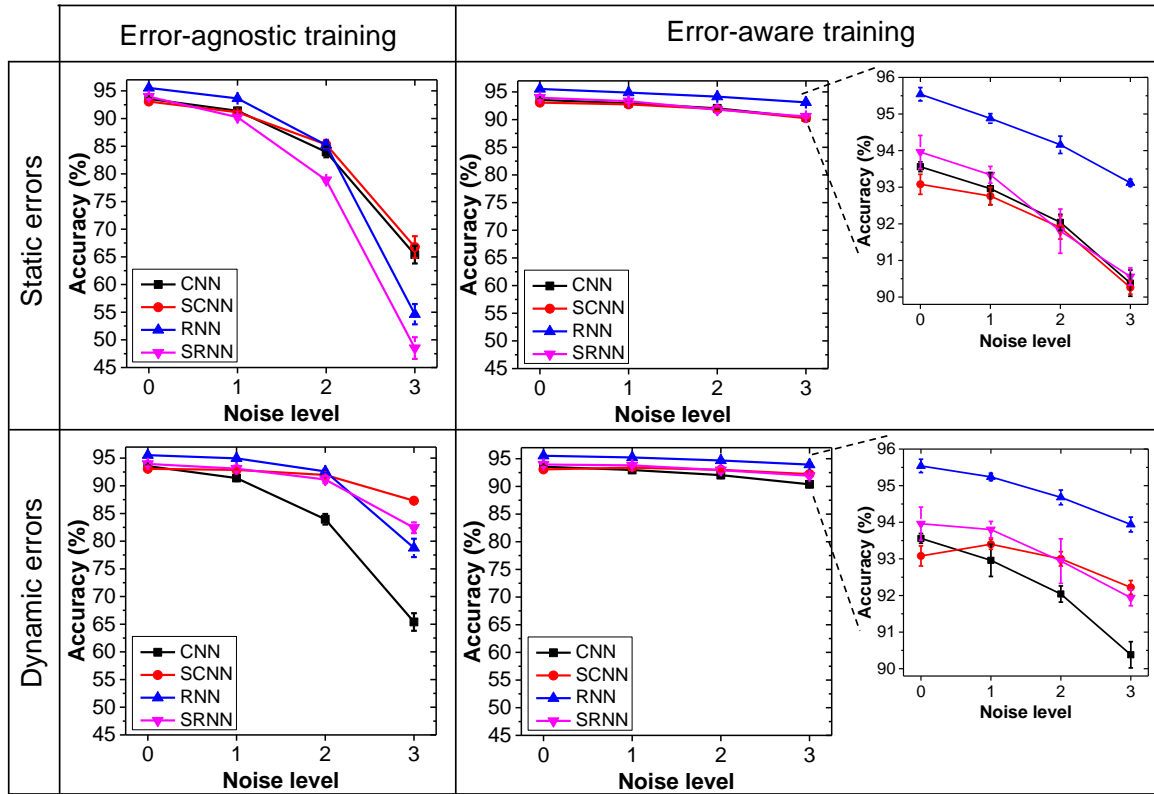 Error-agnostic training
Error-aware training
Static errors
Accuracy (%)
95
90
85
80
75
70
65
60
55
50
45
CNN
SCNN
RNN
SRNN
0 1 2 3
Noise level
Accuracy (%)
95
90
85
80
75
70
65
60
55
50
45
CNN
SCNN
RNN
SRNN
0 1 2 3
Noise level
Accuracy (%)
96
95
94
93
92
91
90
0 1 2 3
Noise level
Dynamic errors
Accuracy (%)
95
90
85
80
75
70
65
60
55
50
45
CNN
SCNN
RNN
SRNN
0 1 2 3
Noise level
Accuracy (%)
95
90
85
80
75
70
65
60
55
50
45
CNN
SCNN
RNN
SRNN
0 1 2 3
Noise level
Accuracy (%)
96
95
94
93
92
91
90
0 1 2 3
Noise level